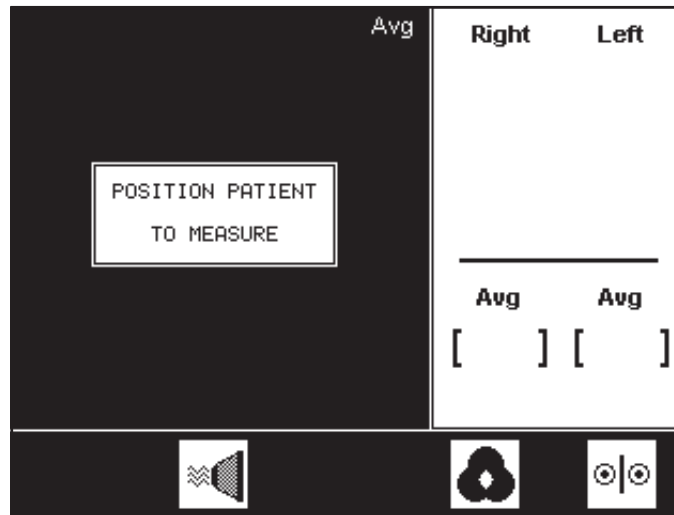 Avg
POSITION PATIENT
TO MEASURE
Right Left
Avg Avg
[ ] [ ]